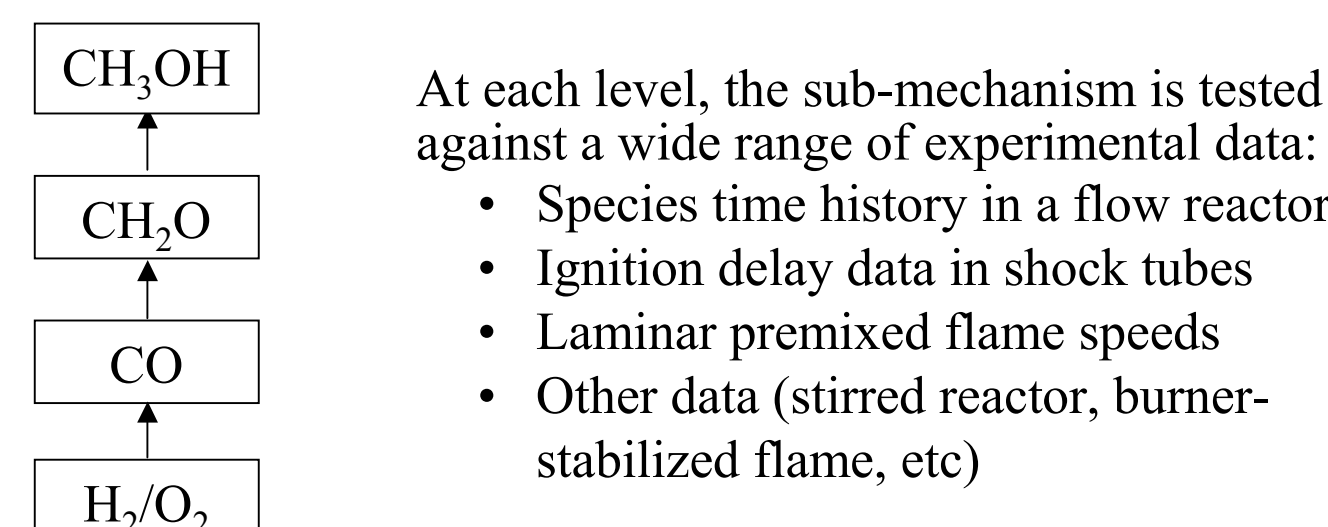 CH₃OH
CH₂O
CO
H₂/O₂
At each level, the sub-mechanism is tested
against a wide range of experimental data:
• Species time history in a flow reactor
• Ignition delay data in shock tubes
• Laminar premixed flame speeds
• Other data (stirred reactor, burner-
stabilized flame, etc)